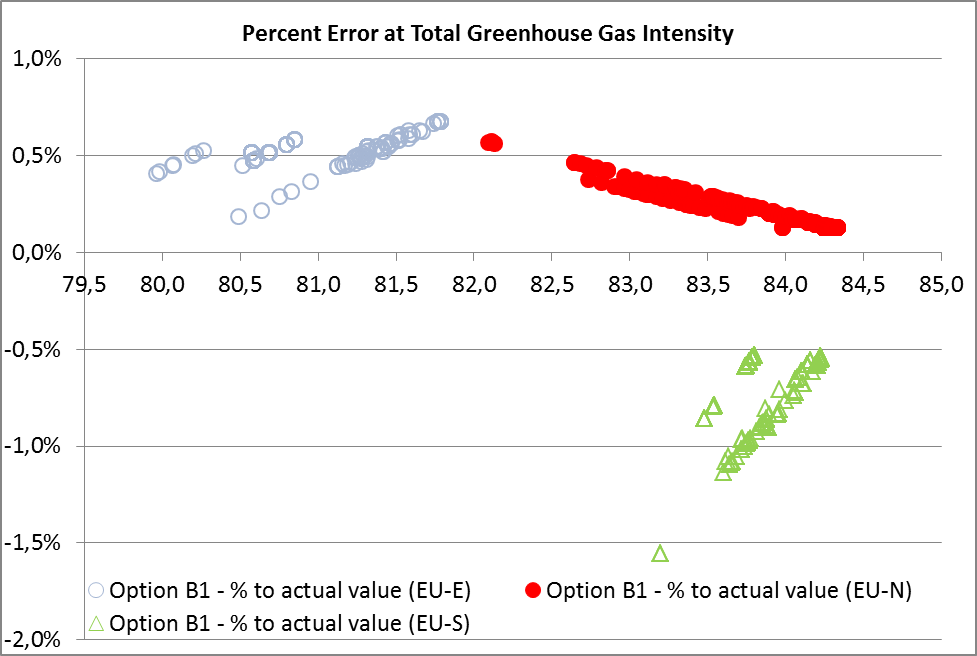 Percent Error at Total Greenhouse Gas Intensity
1,0%
0,5%
0,0%
79,5 80,0 80,5 81,0 81,5 82,0 82,5 83,0 83,5 84,0 84,5 85,0
-0,5%
-1,0%
-1,5%
Option B1 - % to actual value (EU-E) Option B1 - % to actual value (EU-N)
Option B1 - % to actual value (EU-S)
-2,0%